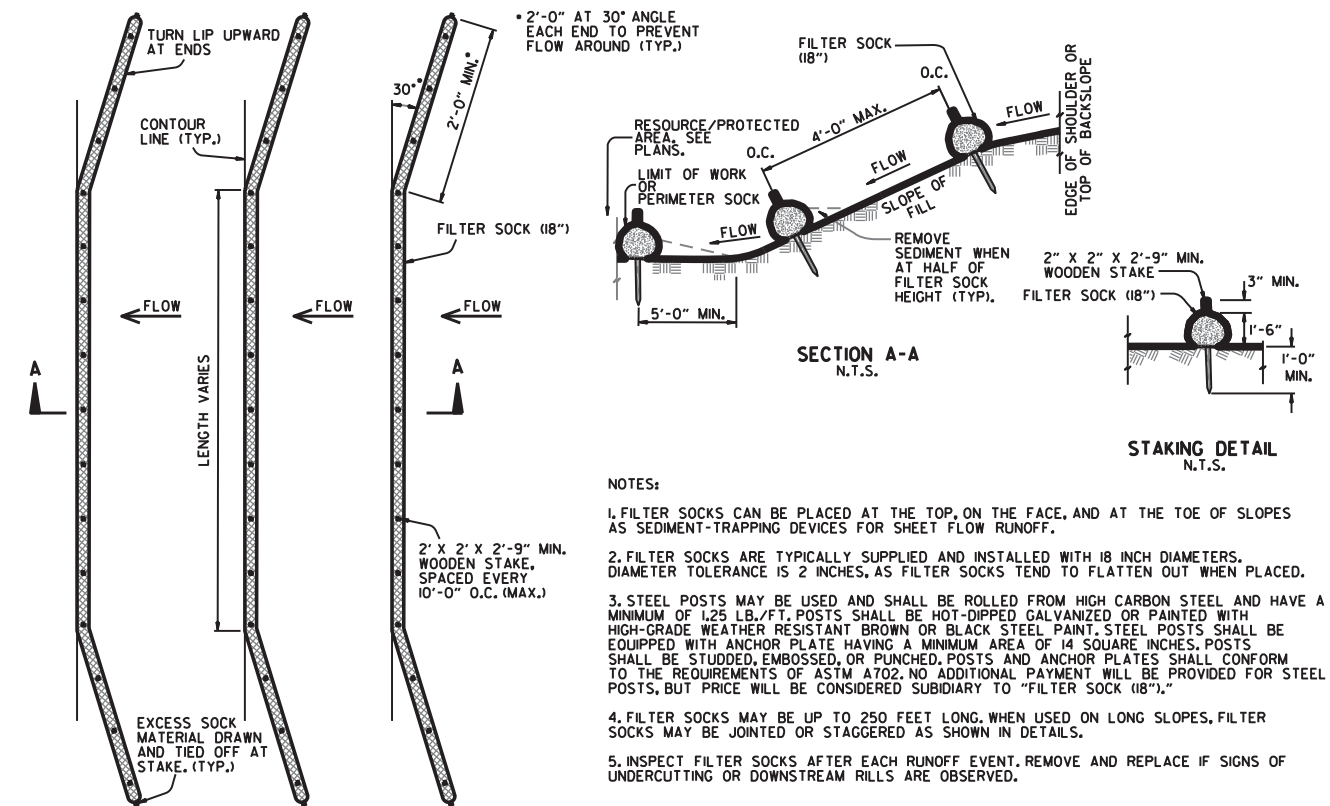 TURN LIP UPWARD
AT ENDS
CONTOUR
LINE (TYP.)
30°*
2'-0" MIN.*
* 2'-0" AT 30° ANGLE
EACH END TO PREVENT
FLOW AROUND (TYP.)
FILTER SOCK (18")
FLOW
FLOW
FLOW
A
A
LENGTH VARIES
2' X 2' X 2'-9" MIN.
WOODEN STAKE,
SPACED EVERY
10'-0" O.C. (MAX.)
EXCESS SOCK
MATERIAL DRAWN
AND TIED OFF AT
STAKE. (TYP.)
FILTER SOCK
(18")
O.C.
4'-0" MAX.
O.C.
FLOW
FLOW
FLOW
SLOPE OF
FILL
EDGE OF SHOULDER OR
TOP OF BACKSLOPE
RESOURCE/PROTECTED
AREA. SEE
PLANS.
LIMIT OF WORK
OR
PERIMETER SOCK
REMOVE
SEDIMENT WHEN
AT HALF OF
FILTER SOCK
HEIGHT (TYP).
5'-0" MIN.
SECTION A-A
N.T.S.
2" X 2" X 2'-9" MIN.
WOODEN STAKE
FILTER SOCK (18")
3" MIN.
1'-6"
1'-0"
MIN.
STAKING DETAIL
N.T.S.
NOTES:
1. FILTER SOCKS CAN BE PLACED AT THE TOP, ON THE FACE, AND AT THE TOE OF SLOPES
AS SEDIMENT-TRAPPING DEVICES FOR SHEET FLOW RUNOFF.
2. FILTER SOCKS ARE TYPICALLY SUPPLIED AND INSTALLED WITH 18 INCH DIAMETERS.
DIAMETER TOLERANCE IS 2 INCHES, AS FILTER SOCKS TEND TO FLATTEN OUT WHEN PLACED.
3. STEEL POSTS MAY BE USED AND SHALL BE ROLLED FROM HIGH CARBON STEEL AND HAVE A
MINIMUM OF 1.25 LB./FT. POSTS SHALL BE HOT-DIPPED GALVANIZED OR PAINTED WITH
HIGH-GRADE WEATHER RESISTANT BROWN OR BLACK STEEL PAINT. STEEL POSTS SHALL BE
EQUIPPED WITH ANCHOR PLATE HAVING A MINIMUM AREA OF 14 SQUARE INCHES. POSTS
SHALL BE STUDDED, EMBOSSED, OR PUNCHED. POSTS AND ANCHOR PLATES SHALL CONFORM
TO THE REQUIREMENTS OF ASTM A702. NO ADDITIONAL PAYMENT WILL BE PROVIDED FOR STEEL
POSTS, BUT PRICE WILL BE CONSIDERED SUBIDIARY TO "FILTER SOCK (18")."
4. FILTER SOCKS MAY BE UP TO 250 FEET LONG. WHEN USED ON LONG SLOPES, FILTER
SOCKS MAY BE JOINTED OR STAGGERED AS SHOWN IN DETAILS.
5. INSPECT FILTER SOCKS AFTER EACH RUNOFF EVENT. REMOVE AND REPLACE IF SIGNS OF
UNDERCUTTING OR DOWNSTREAM RILLS ARE OBSERVED.